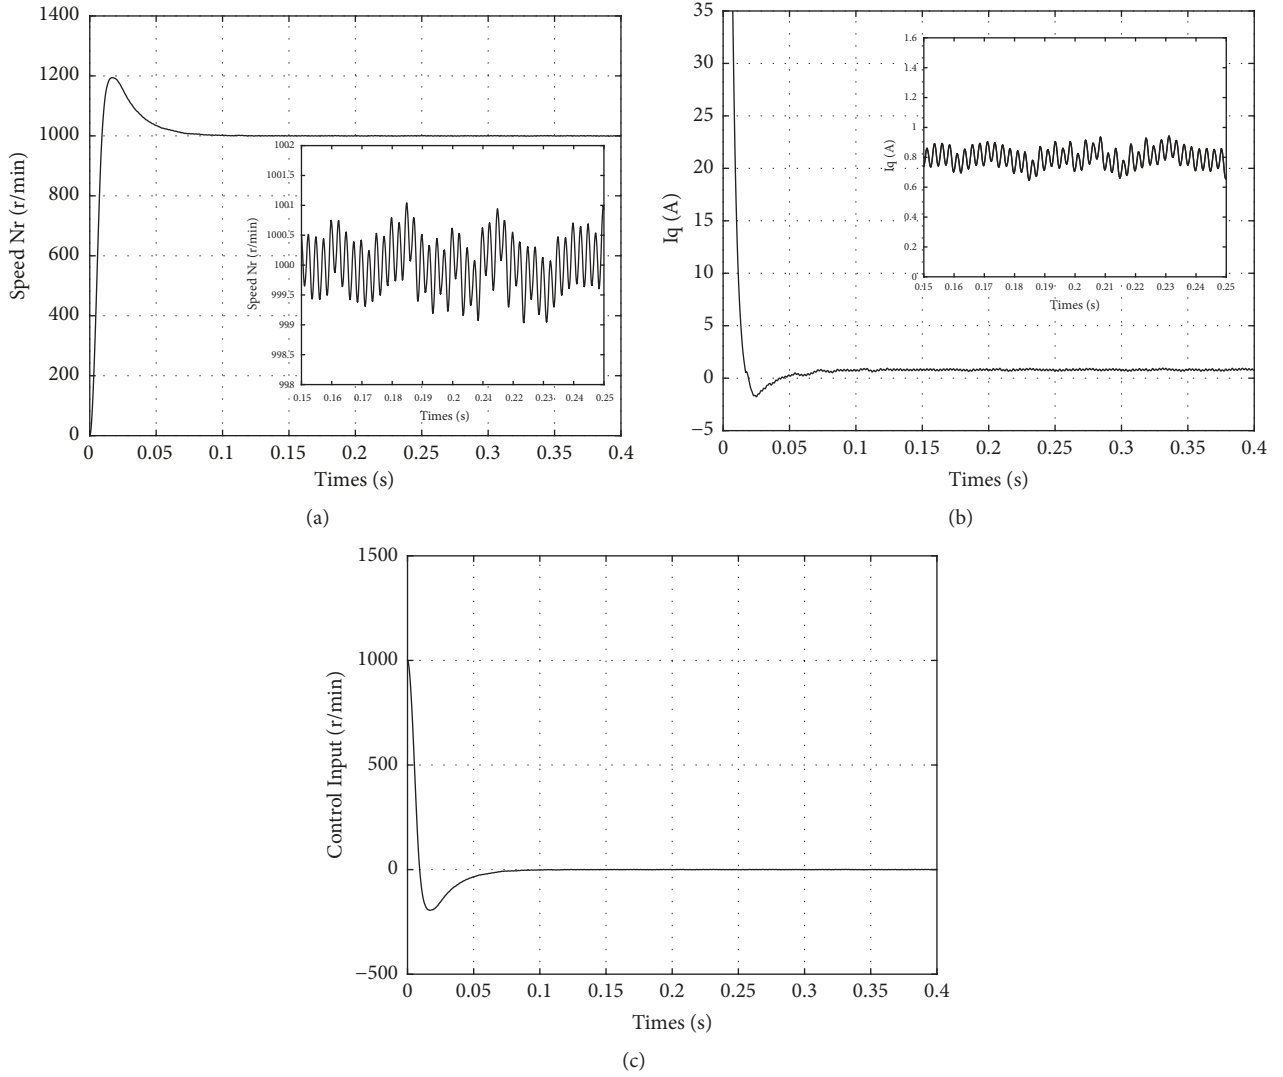 1400
1200
1000
800
600
400
200
0
Speed Nr (r/min)
0 0.05 0.1 0.15 0.2 0.25 0.3 0.35 0.4
Times (s)
1002
1001.5
1001
1000.5
1000
999.5
999
998.5
998
Speed Nr (r/min)
0.15 0.16 0.17 0.18 0.19 0.2 0.21 0.22 0.23 0.24 0.25
Times (s)
(a)
35
30
25
20
15
10
5
0
−5
Iq (A)
0 0.05 0.1 0.15 0.2 0.25 0.3 0.35 0.4
Times (s)
1.6
1.4
1.2
1
0.8
0.6
0.4
0.2
0
Iq (A)
0.15 0.16 0.17 0.18 0.19 0.2 0.21 0.22 0.23 0.24 0.25
Times (s)
(b)
1500
1000
500
0
−500
Control Input (r/min)
0 0.05 0.1 0.15 0.2 0.25 0.3 0.35 0.4
Times (s)
(c)